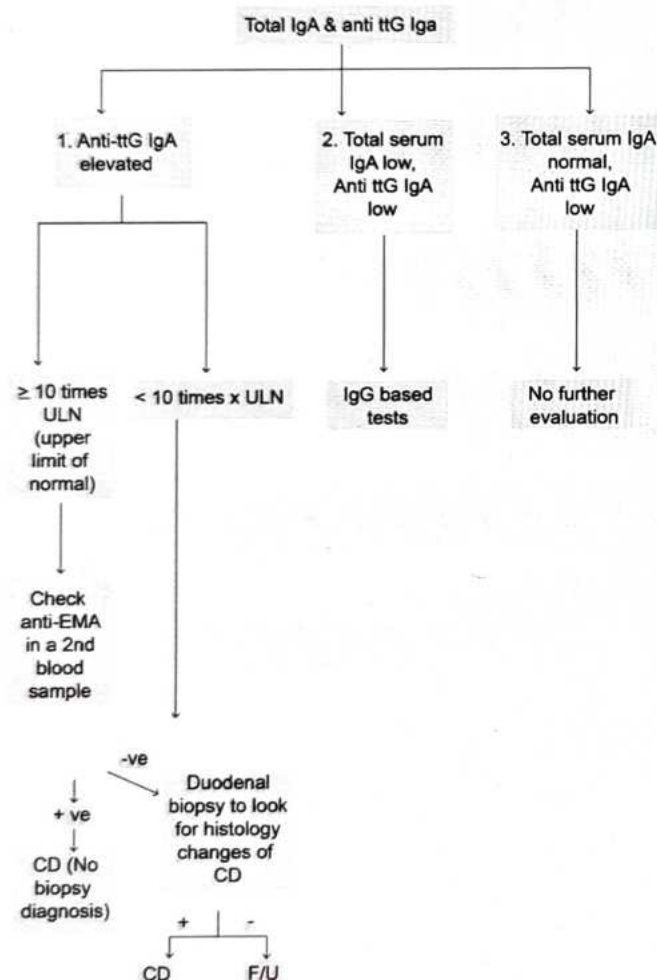 Total IgA & anti ttG Iga
1. Anti-ttG IgA
elevated
2. Total serum
IgA low,
Anti ttG IgA
low
3. Total serum IgA
normal,
Anti ttG IgA
low
≥ 10 times
ULN
(upper
limit of
normal)
< 10 times x ULN
IgG based
tests
No further
evaluation
Check
anti-EMA
in a 2nd
blood
sample
-ve
+ ve
CD (No
biopsy
diagnosis)
Duodenal
biopsy to look
for histology
changes of
CD
+
-
CD
F/U